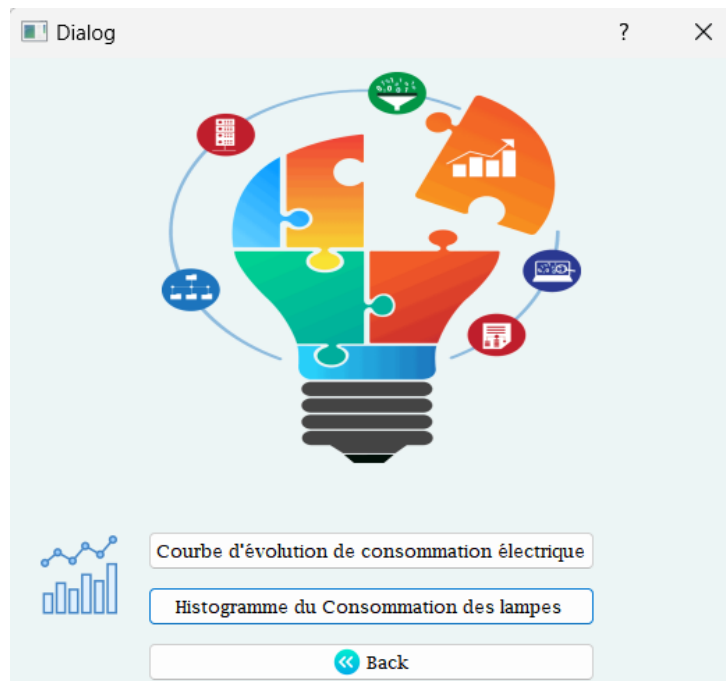 Dialog
Courbe d'évolution de consommation électrique
Histogramme du Consommation des lampes
Back